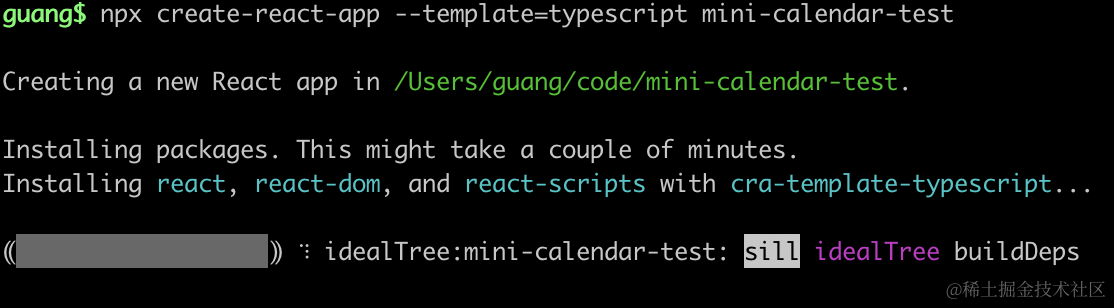 guang$ npx create-react-app --template=typescript mini-calendar-test
Creating a new React app in /Users/guang/code/mini-calendar-test.
Installing packages. This might take a couple of minutes.
Installing react, react-dom, and react-scripts with cra-template-typescript...
(( )) ⠹ idealTree:mini-calendar-test: sill idealTree buildDeps
@稀土掘金技术社区